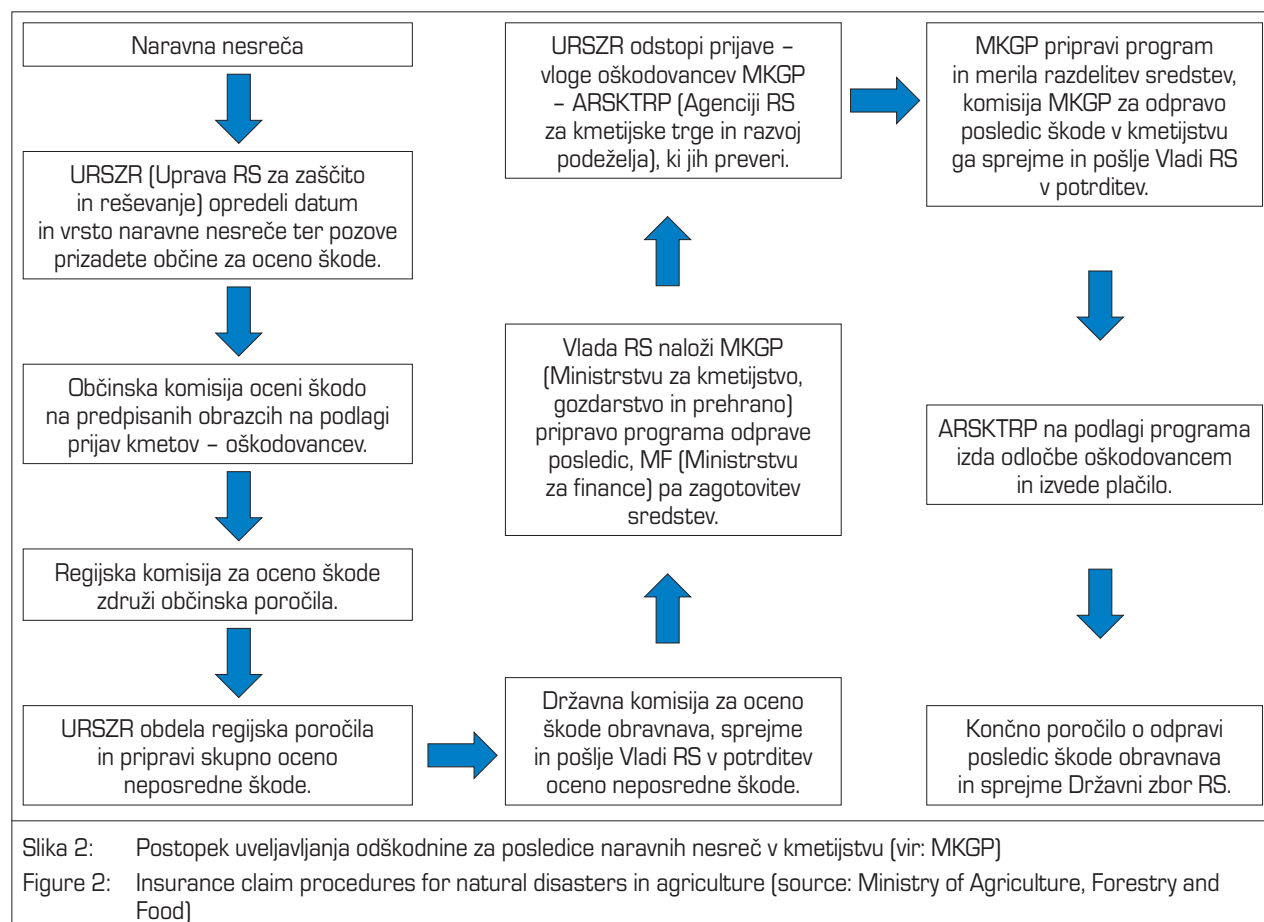 Naravna nesreča
URSZR (Uprava RS za zaščito
in reševanje) opredeli datum
in vrsto naravne nesreče ter pozove
prizadete občine za oceno škode.
Občinska komisija oceni škodo
na predpisanih obrazcih na podlagi
prijav kmetov – oškodovancev.
Regijska komisija za oceno škode
združi občinska poročila.
URSZR obdela regijska poročila
in pripravi skupno oceno
neposredne škode.
Državna komisija za oceno
škode obravnava, sprejme
in pošlje Vladi RS v potrditev
oceno neposredne škode.
Vlada RS naloži MKGP
(Ministrstvu za kmetijstvo,
gozdarstvo in prehrano)
pripravo programa odprave
posledic, MF (Ministrstvu
za finance) pa zagotovitev
sredstev.
URSZR odstopi prijave –
vloge oškodovancev MKGP
– ARSKTRP (Agenciji RS
za kmetijske trge in razvoj
podeželja), ki jih preveri.
MKGP pripravi program
in merila razdelitev sredstev,
komisija MKGP za odpravo
posledic škode v kmetijstvu
ga sprejme in pošlje Vladi RS
v potrditev.
ARSKTRP na podlagi programa
izda odločbe oškodovancem
in izvede plačilo.
Končno poročilo o odpravi
posledic škode obravnava
in sprejme Državni zbor RS.
Slika 2: Postopek uveljavljanja odškodnine za posledice naravnih nesreč v kmetijstvu (vir: MKGP)
Figure 2: Insurance claim procedures for natural disasters in agriculture (source: Ministry of Agriculture, Forestry and
Food)